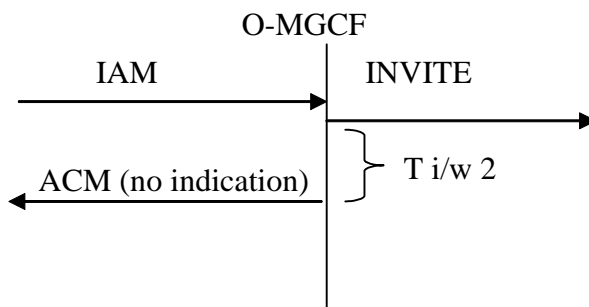 O-MGCF
IAM
INVITE
T i/w 2
ACM (no indication)